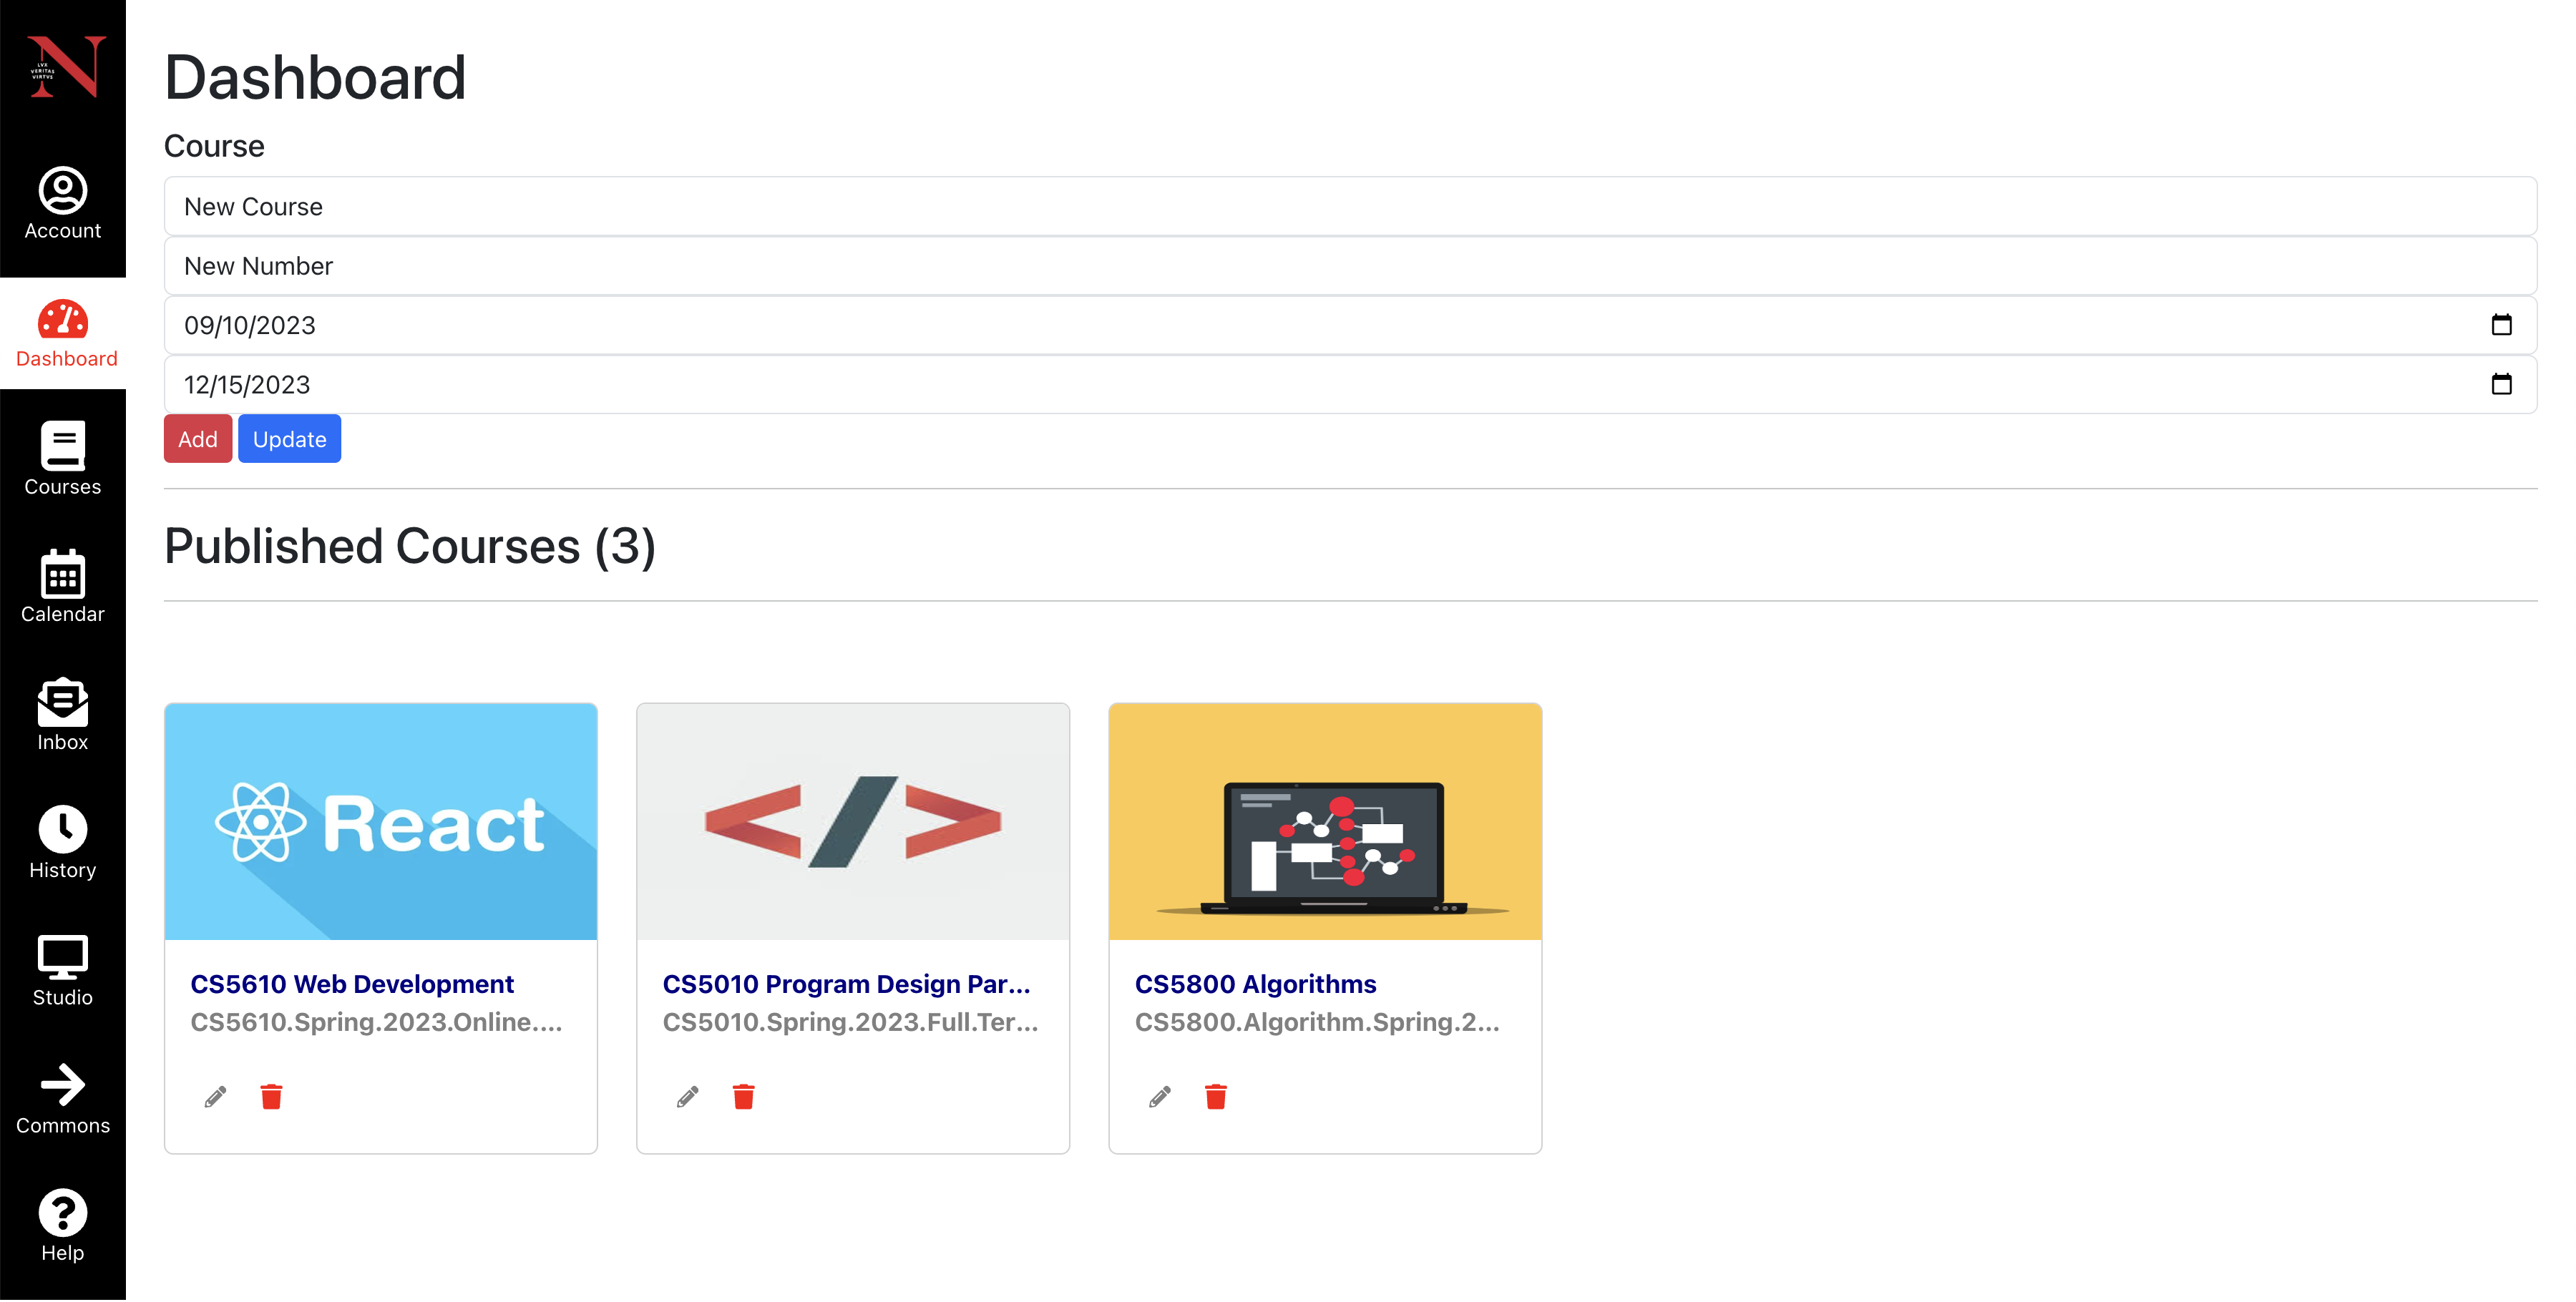 LVX
VERITAS
VIRTVS
Account
Dashboard
Courses
Calendar
Inbox
History
Studio
Commons
Help
Dashboard
Course
New Course
New Number
09/10/2023
12/15/2023
Add Update
Published Courses (3)
React
CS5610 Web Development
CS5610.Spring.2023.Online....
CS5010 Program Design Par...
CS5010.Spring.2023.Full.Ter...
CS5800 Algorithms
CS5800.Algorithm.Spring.2...